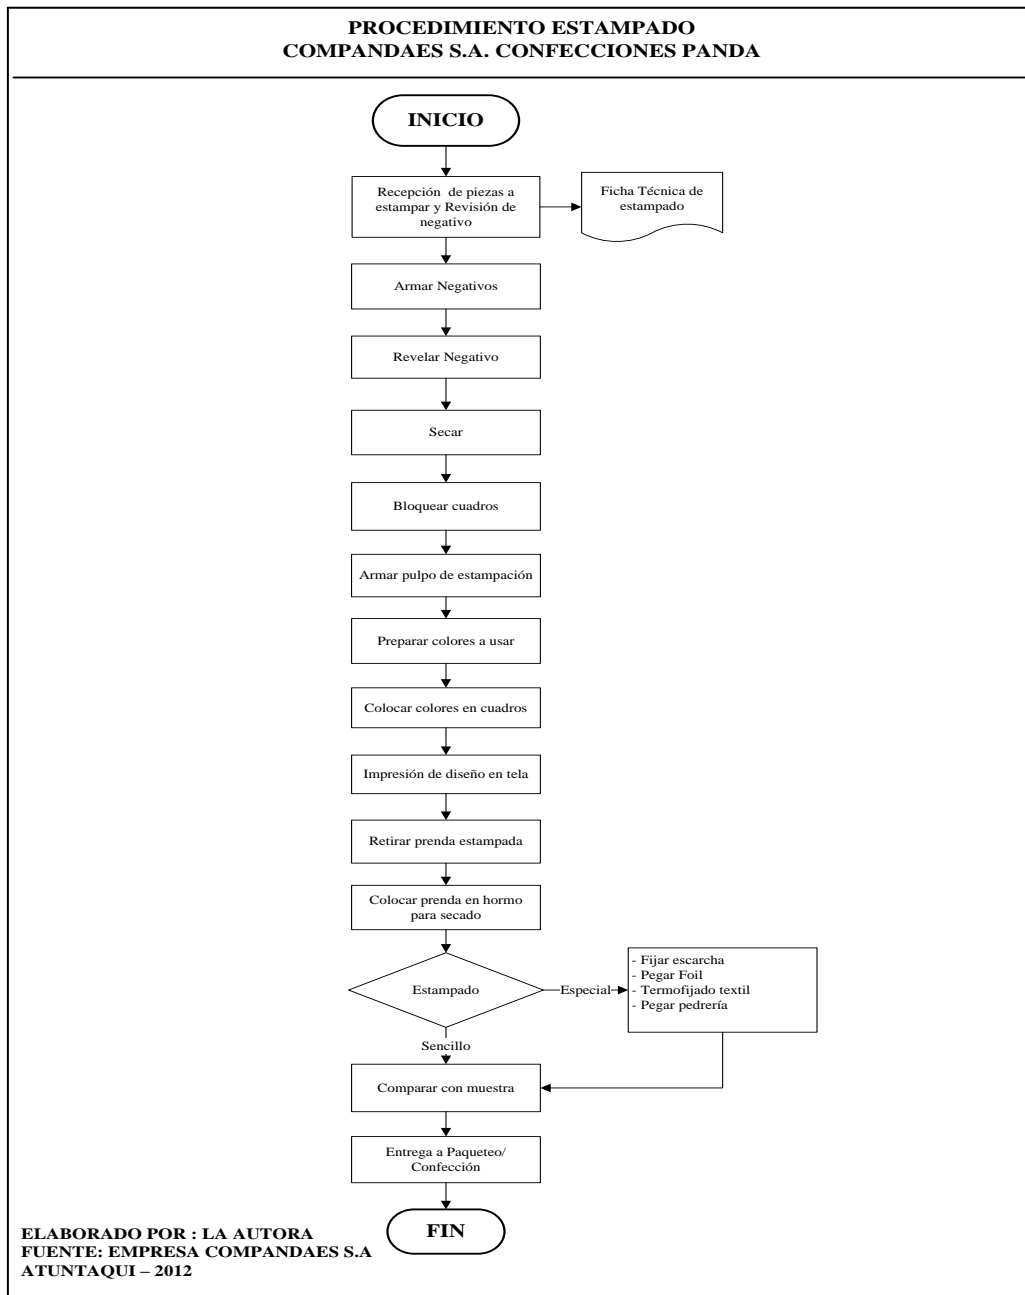 PROCEDIMIENTO ESTAMPADO
COMPANDAES S.A. CONFECCIONES PANDA
INICIO
Recepción de piezas a
estampar y Revisión de
negativo
Ficha Técnica de
estampado
Armar Negativos
Revelar Negativo
Secar
Bloquear cuadros
Armar pulpo de estampación
Preparar colores a usar
Colocar colores en cuadros
Impresión de diseño en tela
Retirar prenda estampada
Colocar prenda en hormo
para secado
Estampado
Especial
- Fijar escarcha
- Pegar Foil
- Termofijado textil
- Pegar pedrería
Sencillo
Comparar con muestra
Entrega a Paqueteo/
Confección
FIN
ELABORADO POR : LA AUTORA
FUENTE: EMPRESA COMPANDAES S.A
ATUNTAQUI – 2012